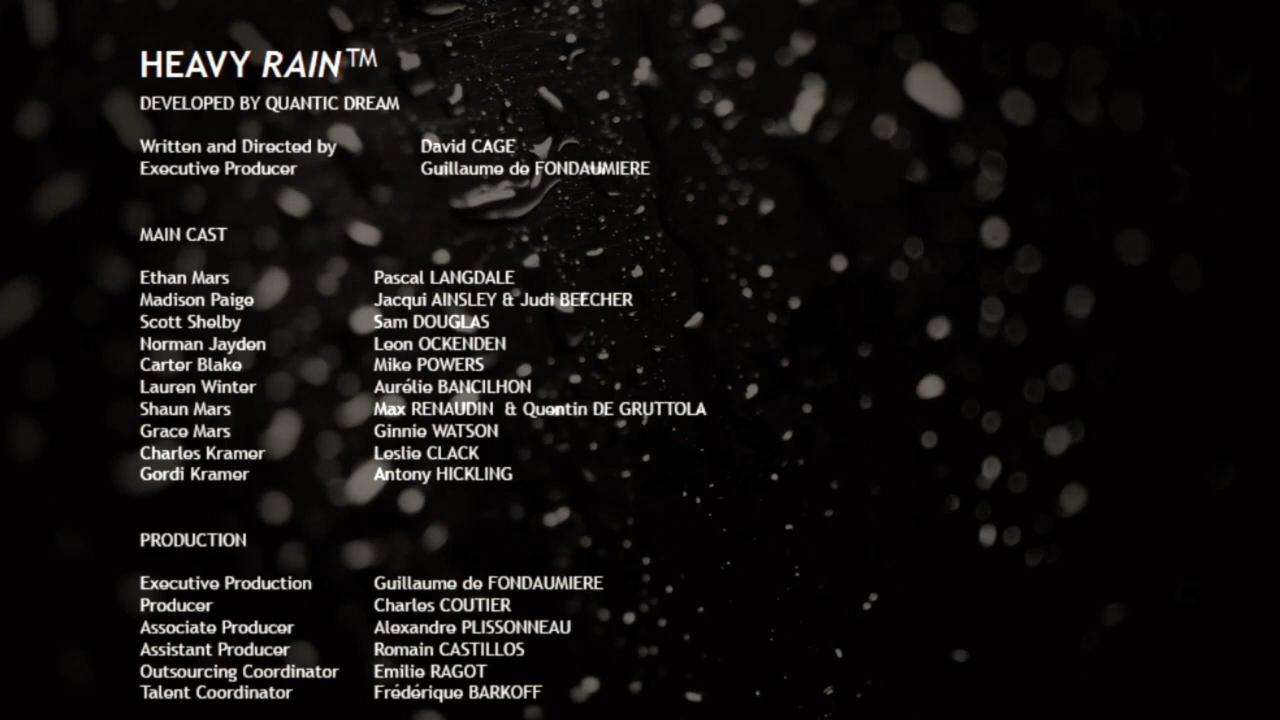 HEAVY RAIN™
DEVELOPED BY QUANTIC DREAM
Written and Directed by David CAGE
Executive Producer Guillaume de FONDAUMIERE
MAIN CAST
Ethan Mars Pascal LANGDALE
Madison Paige Jacqui AINSLEY & Judi BEECHER
Scott Shelby Sam DOUGLAS
Norman Jayden Leon OCKENDEN
Carter Blake Mike POWERS
Lauren Winter Aurélie BANCILHON
Shaun Mars Max RENAUDIN & Quentin DE GRUTTOLA
Grace Mars Ginnie WATSON
Charles Kramer Leslie CLACK
Gordi Kramer Antony HICKLING
PRODUCTION
Executive Production Guillaume de FONDAUMIERE
Producer Charles COUTIER
Associate Producer Alexandre PLISSONNEAU
Assistant Producer Romain CASTILLOS
Outsourcing Coordinator Emilie RAGOT
Talent Coordinator Frédérique BARKOFF